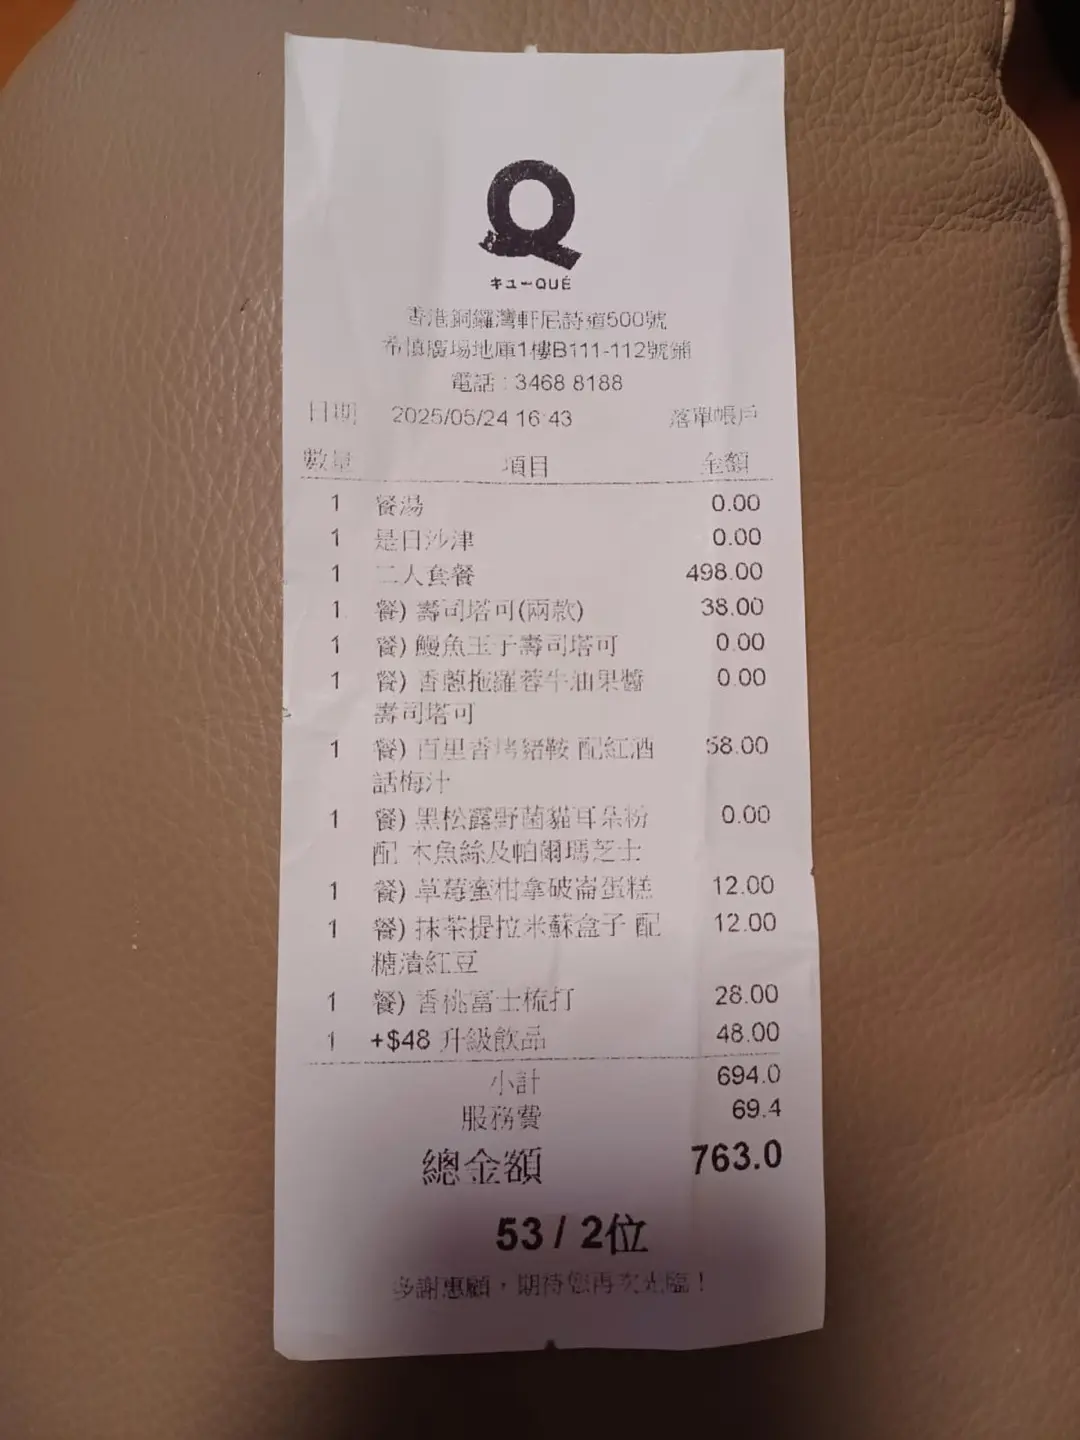 Q
キューQUÉ
香港銅鑼灣軒尼詩道500號
希慎廣場地庫1樓B111-112號鋪
電話：3468 8188
日期 2025/05/24 16:43 落單帳戶
數量 項目 金額
1 餐湯 0.00
1 是日沙津 0.00
1 二人套餐 498.00
1 餐) 壽司塔可(兩款) 38.00
1 餐) 鰻魚玉子壽司塔可 0.00
1 餐) 香蔥拖羅蓉牛油果醬 0.00
壽司塔可
1 餐) 百里香烤豬鞍 配紅酒 58.00
話梅汁
1 餐) 黑松露野菌貓耳朵粉 0.00
配 木魚絲及帕爾瑪芝士
1 餐) 草莓蜜柑拿破崙蛋糕 12.00
1 餐) 抹茶提拉米蘇盒子 配 12.00
糖漬紅豆
1 餐) 香桃富士梳打 28.00
1 +$48 升級飲品 48.00
小計 694.0
服務費 69.4
總金額 763.0
53 / 2位
多謝惠顧，期待您再次光臨！